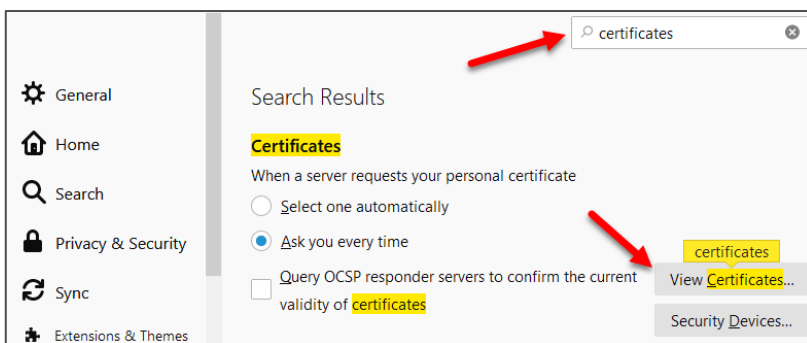 certificates
General
Home
Search
Privacy & Security
Sync
Extensions & Themes
Search Results
Certificates
When a server requests your personal certificate
Select one automatically
Ask you every time
Query OCSP responder servers to confirm the current
validity of certificates
certificates
View Certificates...
Security Devices...